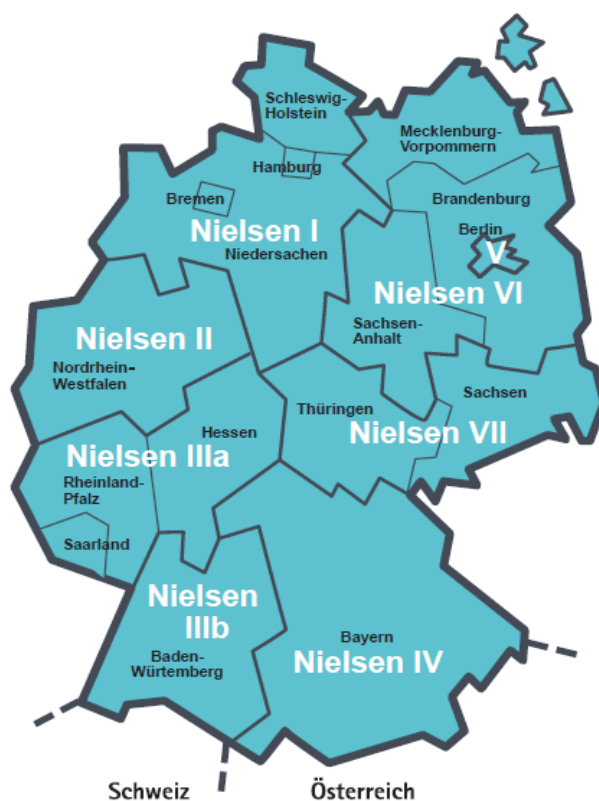 Schleswig-
Holstein
Mecklenburg-
Vorpommern
Hamburg
Bremen
Brandenburg
Berlin
V
Nielsen I
Niedersachen
Nielsen VI
Sachsen-
Anhalt
Nielsen II
Nordrhein-
Westfalen
Sachsen
Thüringen
Nielsen VII
Hessen
Nielsen IIIa
Rheinland-
Pfalz
Saarland
Nielsen
IIIb
Baden-
Würtemberg
Bayern
Nielsen IV
Schweiz
Österreich